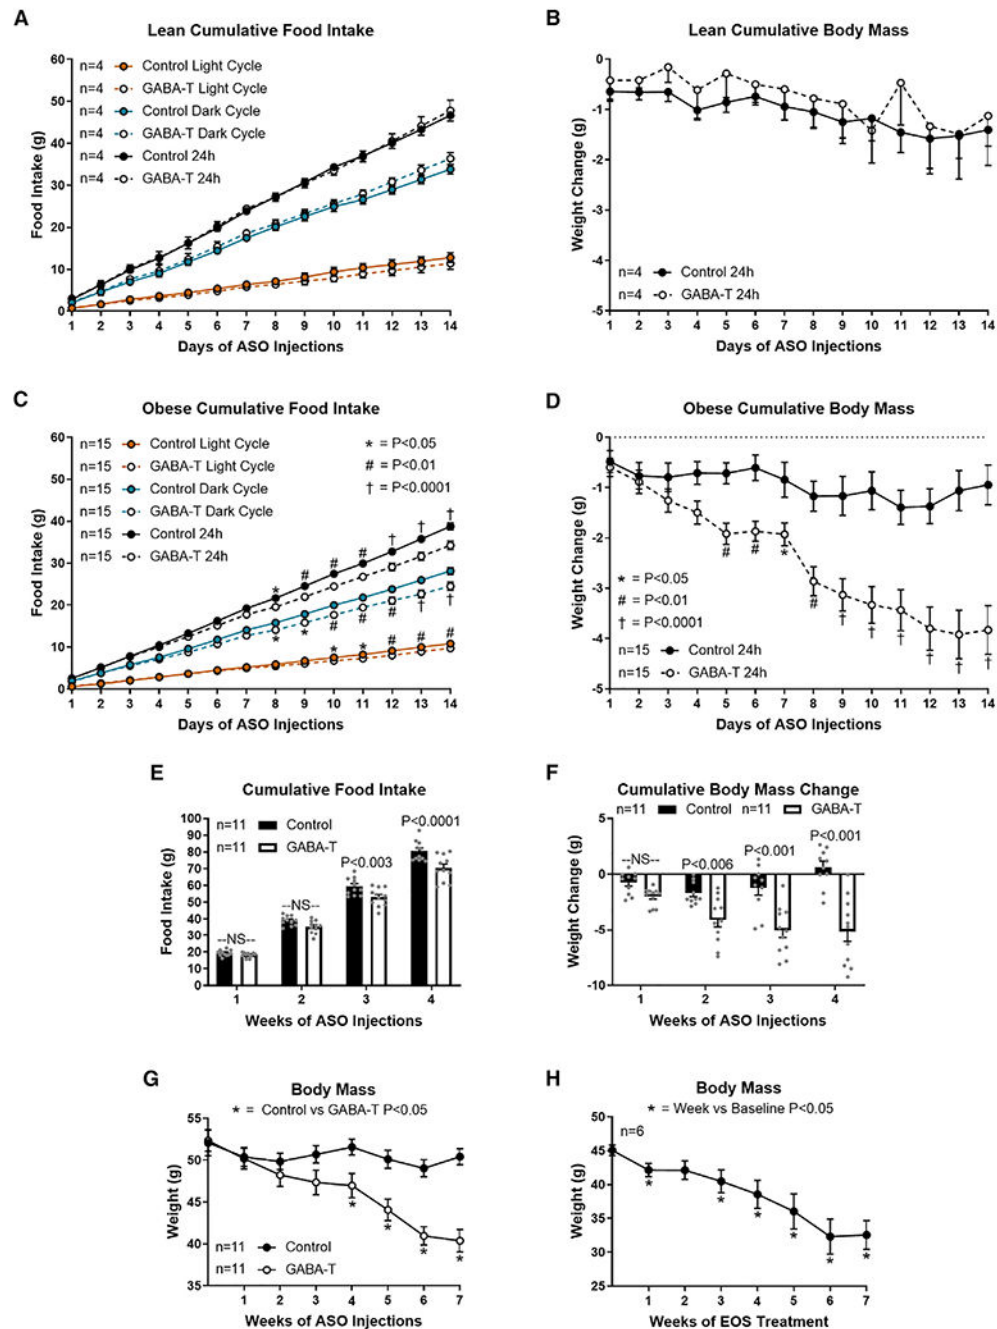 A
Lean Cumulative Food Intake
Food Intake (g)
60
50
40
30
20
10
0
n=4 Control Light Cycle
n=4 GABA-T Light Cycle
n=4 Control Dark Cycle
n=4 GABA-T Dark Cycle
n=4 Control 24h
n=4 GABA-T 24h
1 2 3 4 5 6 7 8 9 10 11 12 13 14
Days of ASO Injections
B
Lean Cumulative Body Mass
Weight Change (g)
-0
-1
-2
-3
-4
-5
n=4 Control 24h
n=4 GABA-T 24h
1 2 3 4 5 6 7 8 9 10 11 12 13 14
Days of ASO Injections
C
Obese Cumulative Food Intake
Food Intake (g)
60
50
40
30
20
10
0
n=15 Control Light Cycle
n=15 GABA-T Light Cycle
n=15 Control Dark Cycle
n=15 GABA-T Dark Cycle
n=15 Control 24h
n=15 GABA-T 24h
* = P<0.05
# = P<0.01
† = P<0.0001
* # # # † † †
* * # # # † †
* * # # #
1 2 3 4 5 6 7 8 9 10 11 12 13 14
Days of ASO Injections
D
Obese Cumulative Body Mass
Weight Change (g)
0
-1
-2
-3
-4
-5
# # * # † † † † † †
* = P<0.05
# = P<0.01
† = P<0.0001
n=15 Control 24h
n=15 GABA-T 24h
1 2 3 4 5 6 7 8 9 10 11 12 13 14
Days of ASO Injections
E
Cumulative Food Intake
Food Intake (g)
100
90
80
70
60
50
40
30
20
10
0
n=11 Control
n=11 GABA-T
--NS--
--NS--
P<0.003
P<0.0001
1 2 3 4
Weeks of ASO Injections
F
Cumulative Body Mass Change
n=11 Control n=11 GABA-T
Weight Change (g)
5
0
-5
-10
--NS--
P<0.006
P<0.001
P<0.001
1 2 3 4
Weeks of ASO Injections
G
Body Mass
* = Control vs GABA-T P<0.05
Weight (g)
55
50
45
40
35
n=11 Control
n=11 GABA-T
* * * *
1 2 3 4 5 6 7
Weeks of ASO Injections
H
Body Mass
* = Week vs Baseline P<0.05
n=6
Weight (g)
50
45
40
35
30
25
* * * * * *
1 2 3 4 5 6 7
Weeks of EOS Treatment